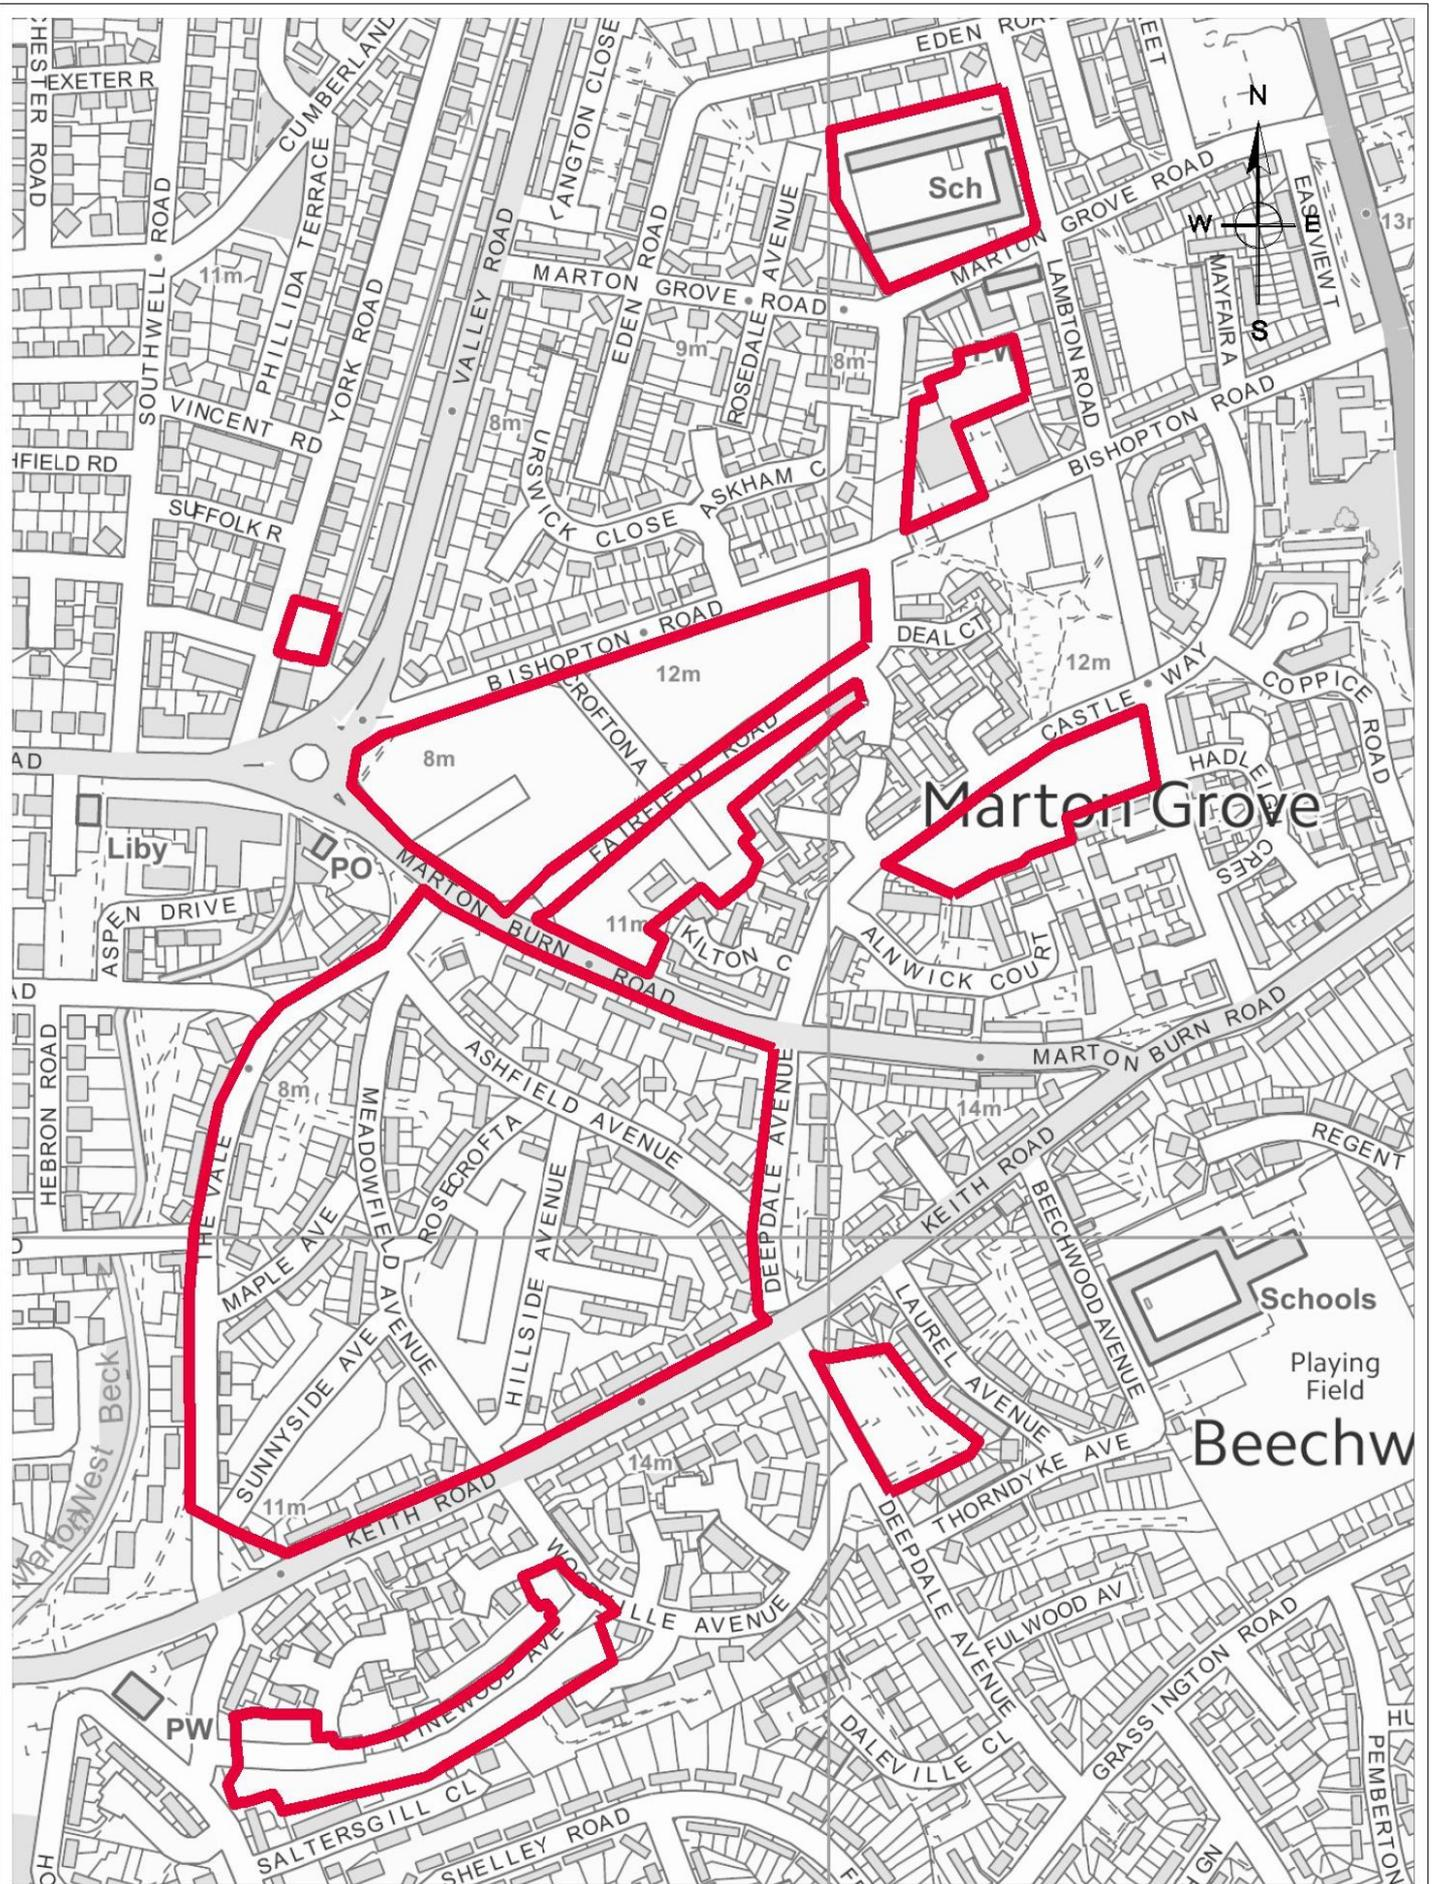 EDEN ROA
EET
CHESTER ROAD
EXETER R
CUMBERLAND
LANGTON CLOSE
N
Sch
GROVE ROAD
MARTON
W
E
EASTVIEW T
13m
S
SOUTHWELL ROAD
11m
PHILLIDA TERRACE
YORK ROAD
VALLEY ROAD
EDEN ROAD
MARTON GROVE ROAD
ROSEDALE AVENUE
LAMBTON ROAD
MAYFAIR A
9m
8m
PW
8m
VINCENT RD
HFIELD RD
SUFFOLK R
URSWICK CLOSE
ASKHAM C
BISHOPTON ROAD
BISHOPTON ROAD
DEAL CT
12m
12m
CROFTON A
CASTLE WAY
COPPICE ROAD
AD
8m
FAIRFIELD ROAD
Marton Grove
HADLEIGH CRES
Liby
PO
MARTON BURN ROAD
ASPEN DRIVE
11m
KILTON C
ALNWICK COURT
AD
HEBRON ROAD
MARTON BURN ROAD
8m
MEADOWFIELD AVENUE
ASHFIELD AVENUE
14m
THE VALE
ROSECROFT A
DEEPDALE AVENUE
KEITH ROAD
REGENT
D
MAPLE AVE
HILLSIDE AVENUE
BEECHWOOD AVENUE
Schools
Marton West Beck
SUNNYSIDE AVE
LAUREL AVENUE
Playing
Field
Beechw
14m
THORNDYKE AVE
11m
KEITH ROAD
DEEPDALE AVENUE
FULWOOD AV
GRASSINGTON ROAD
PINEWOOD AVE
PW
DALEVILLE CL
HU
PEMBERTON
SALTERSGILL CL
SHELLEY ROAD
GN